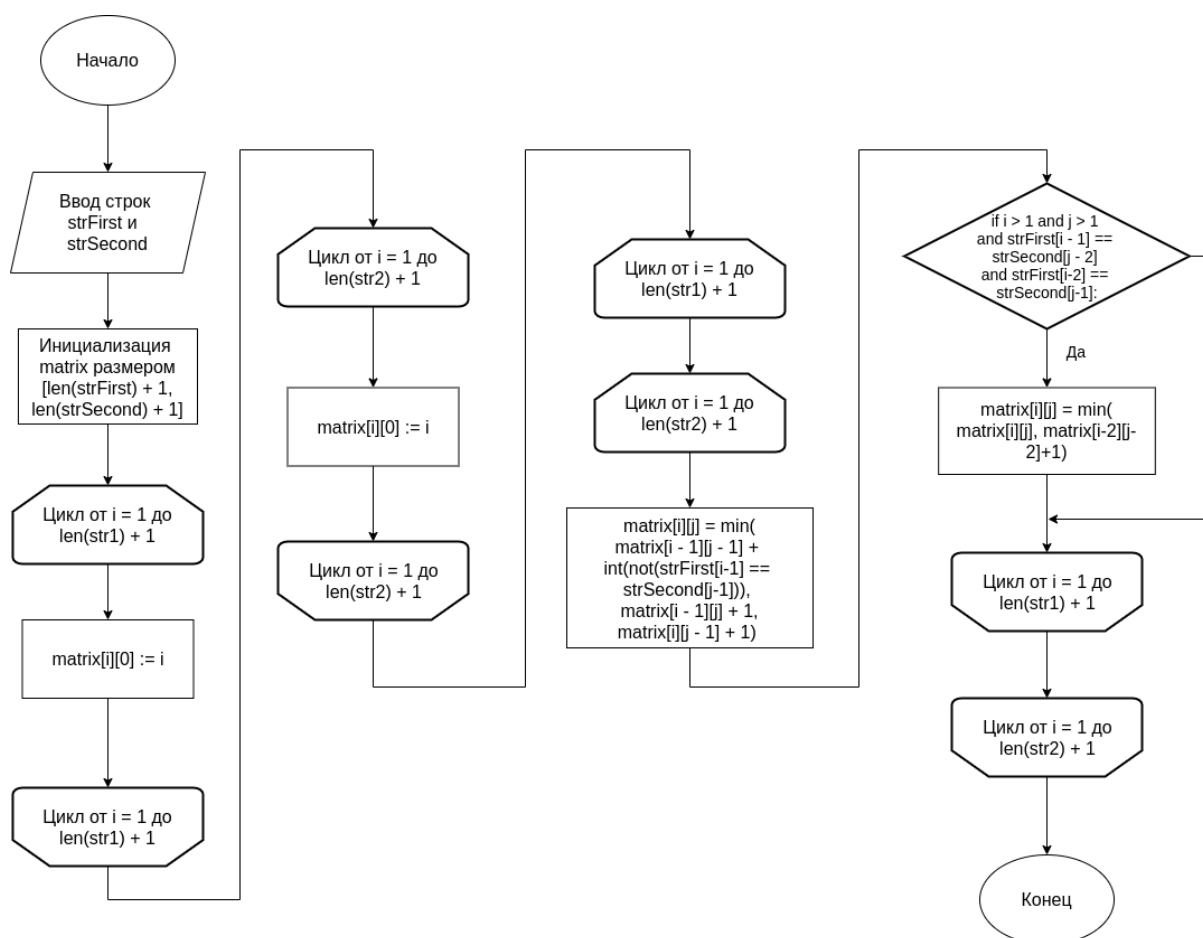 Начало
Ввод строк
strFirst и
strSecond
Инициализация
matrix размером
[len(strFirst) + 1,
len(strSecond) + 1]
Цикл от i = 1 до
len(str1) + 1
matrix[i][0] := i
Цикл от i = 1 до
len(str1) + 1
Цикл от i = 1 до
len(str2) + 1
matrix[i][0] := i
Цикл от i = 1 до
len(str2) + 1
Цикл от i = 1 до
len(str1) + 1
Цикл от i = 1 до
len(str2) + 1
matrix[i][j] = min(
matrix[i - 1][j - 1] +
int(not(strFirst[i-1] ==
strSecond[j-1])),
matrix[i - 1][j] + 1,
matrix[i][j - 1] + 1)
if i > 1 and j > 1
and strFirst[i - 1] ==
strSecond[j - 2]
and strFirst[i-2] ==
strSecond[j-1]:
Да
matrix[i][j] = min(
matrix[i][j], matrix[i-2][j-
2]+1)
Цикл от i = 1 до
len(str1) + 1
Цикл от i = 1 до
len(str2) + 1
Конец